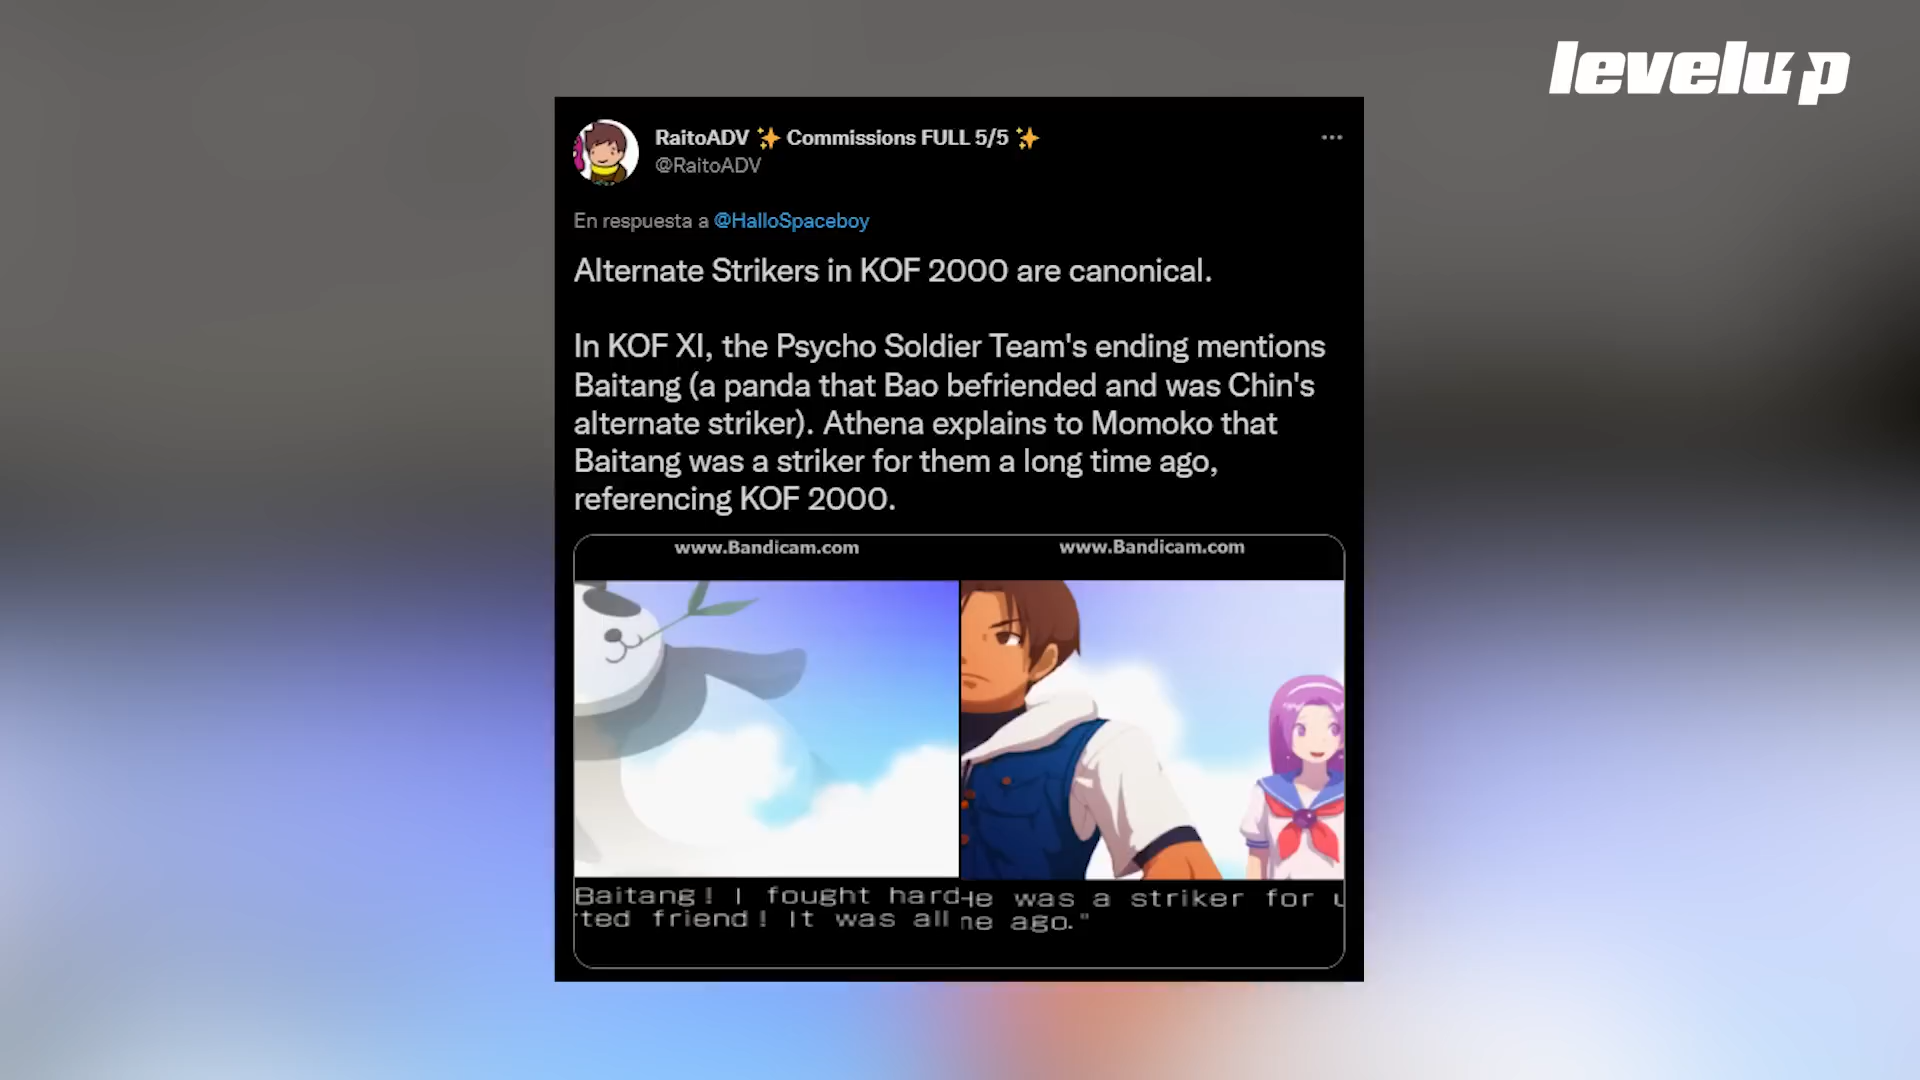 levelup
RaitoADV ✨ Commissions FULL 5/5 ✨
@RaitoADV
En respuesta a @HalloSpaceboy
Alternate Strikers in KOF 2000 are canonical.
In KOF XI, the Psycho Soldier Team's ending mentions
Baitang (a panda that Bao befriended and was Chin's
alternate striker). Athena explains to Momoko that
Baitang was a striker for them a long time ago,
referencing KOF 2000.
www.Bandicam.com
www.Bandicam.com
Baitang! I fought hard
ted friend! It was all
He was a striker for u
me ago."